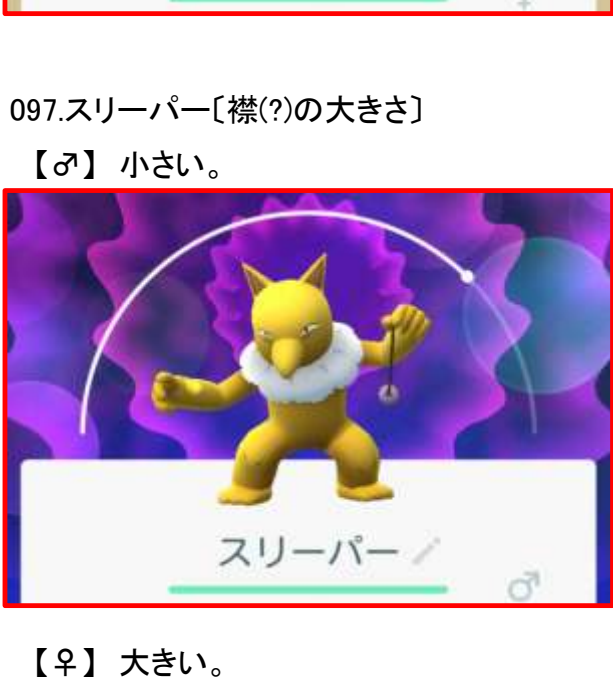 ♀
097.スリーパー〔襟(?)の大きさ〕
【♂】 小さい。
スリーパー
♂
【♀】 大きい。